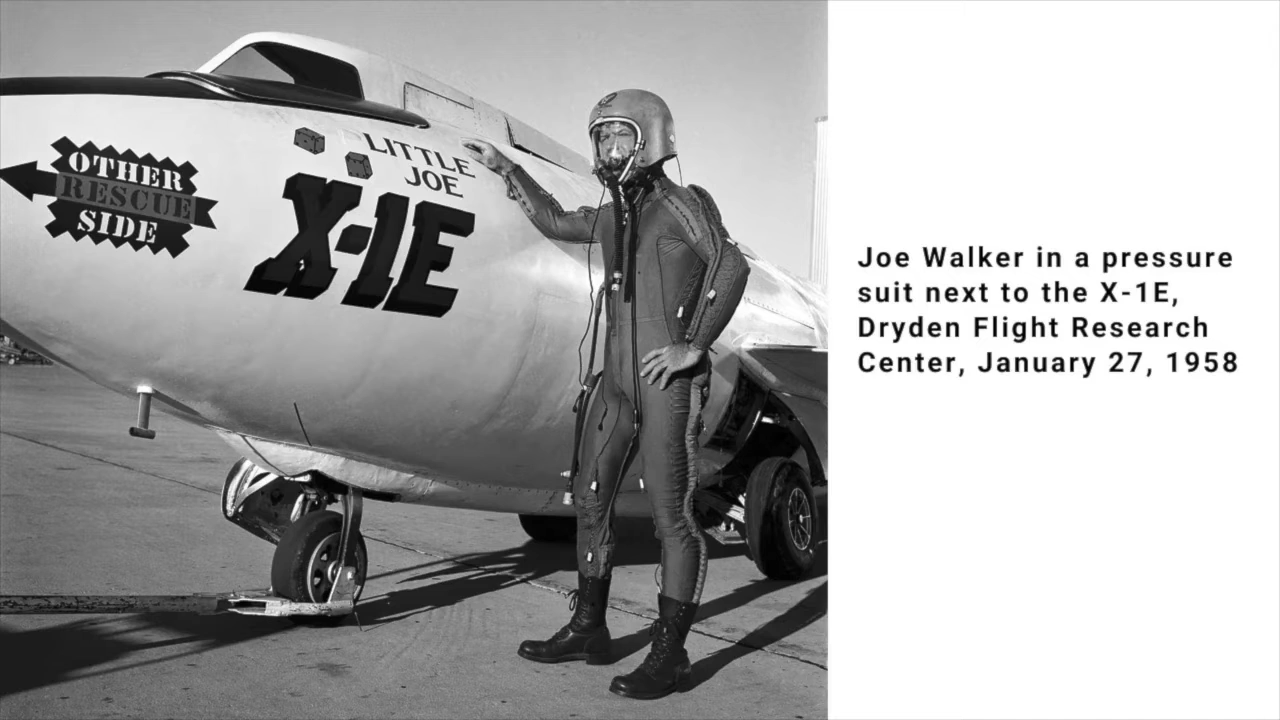 OTHER
RESCUE
SIDE
LITTLE
JOE
X-1E
Joe Walker in a pressure
suit next to the X-1E,
Dryden Flight Research
Center, January 27, 1958